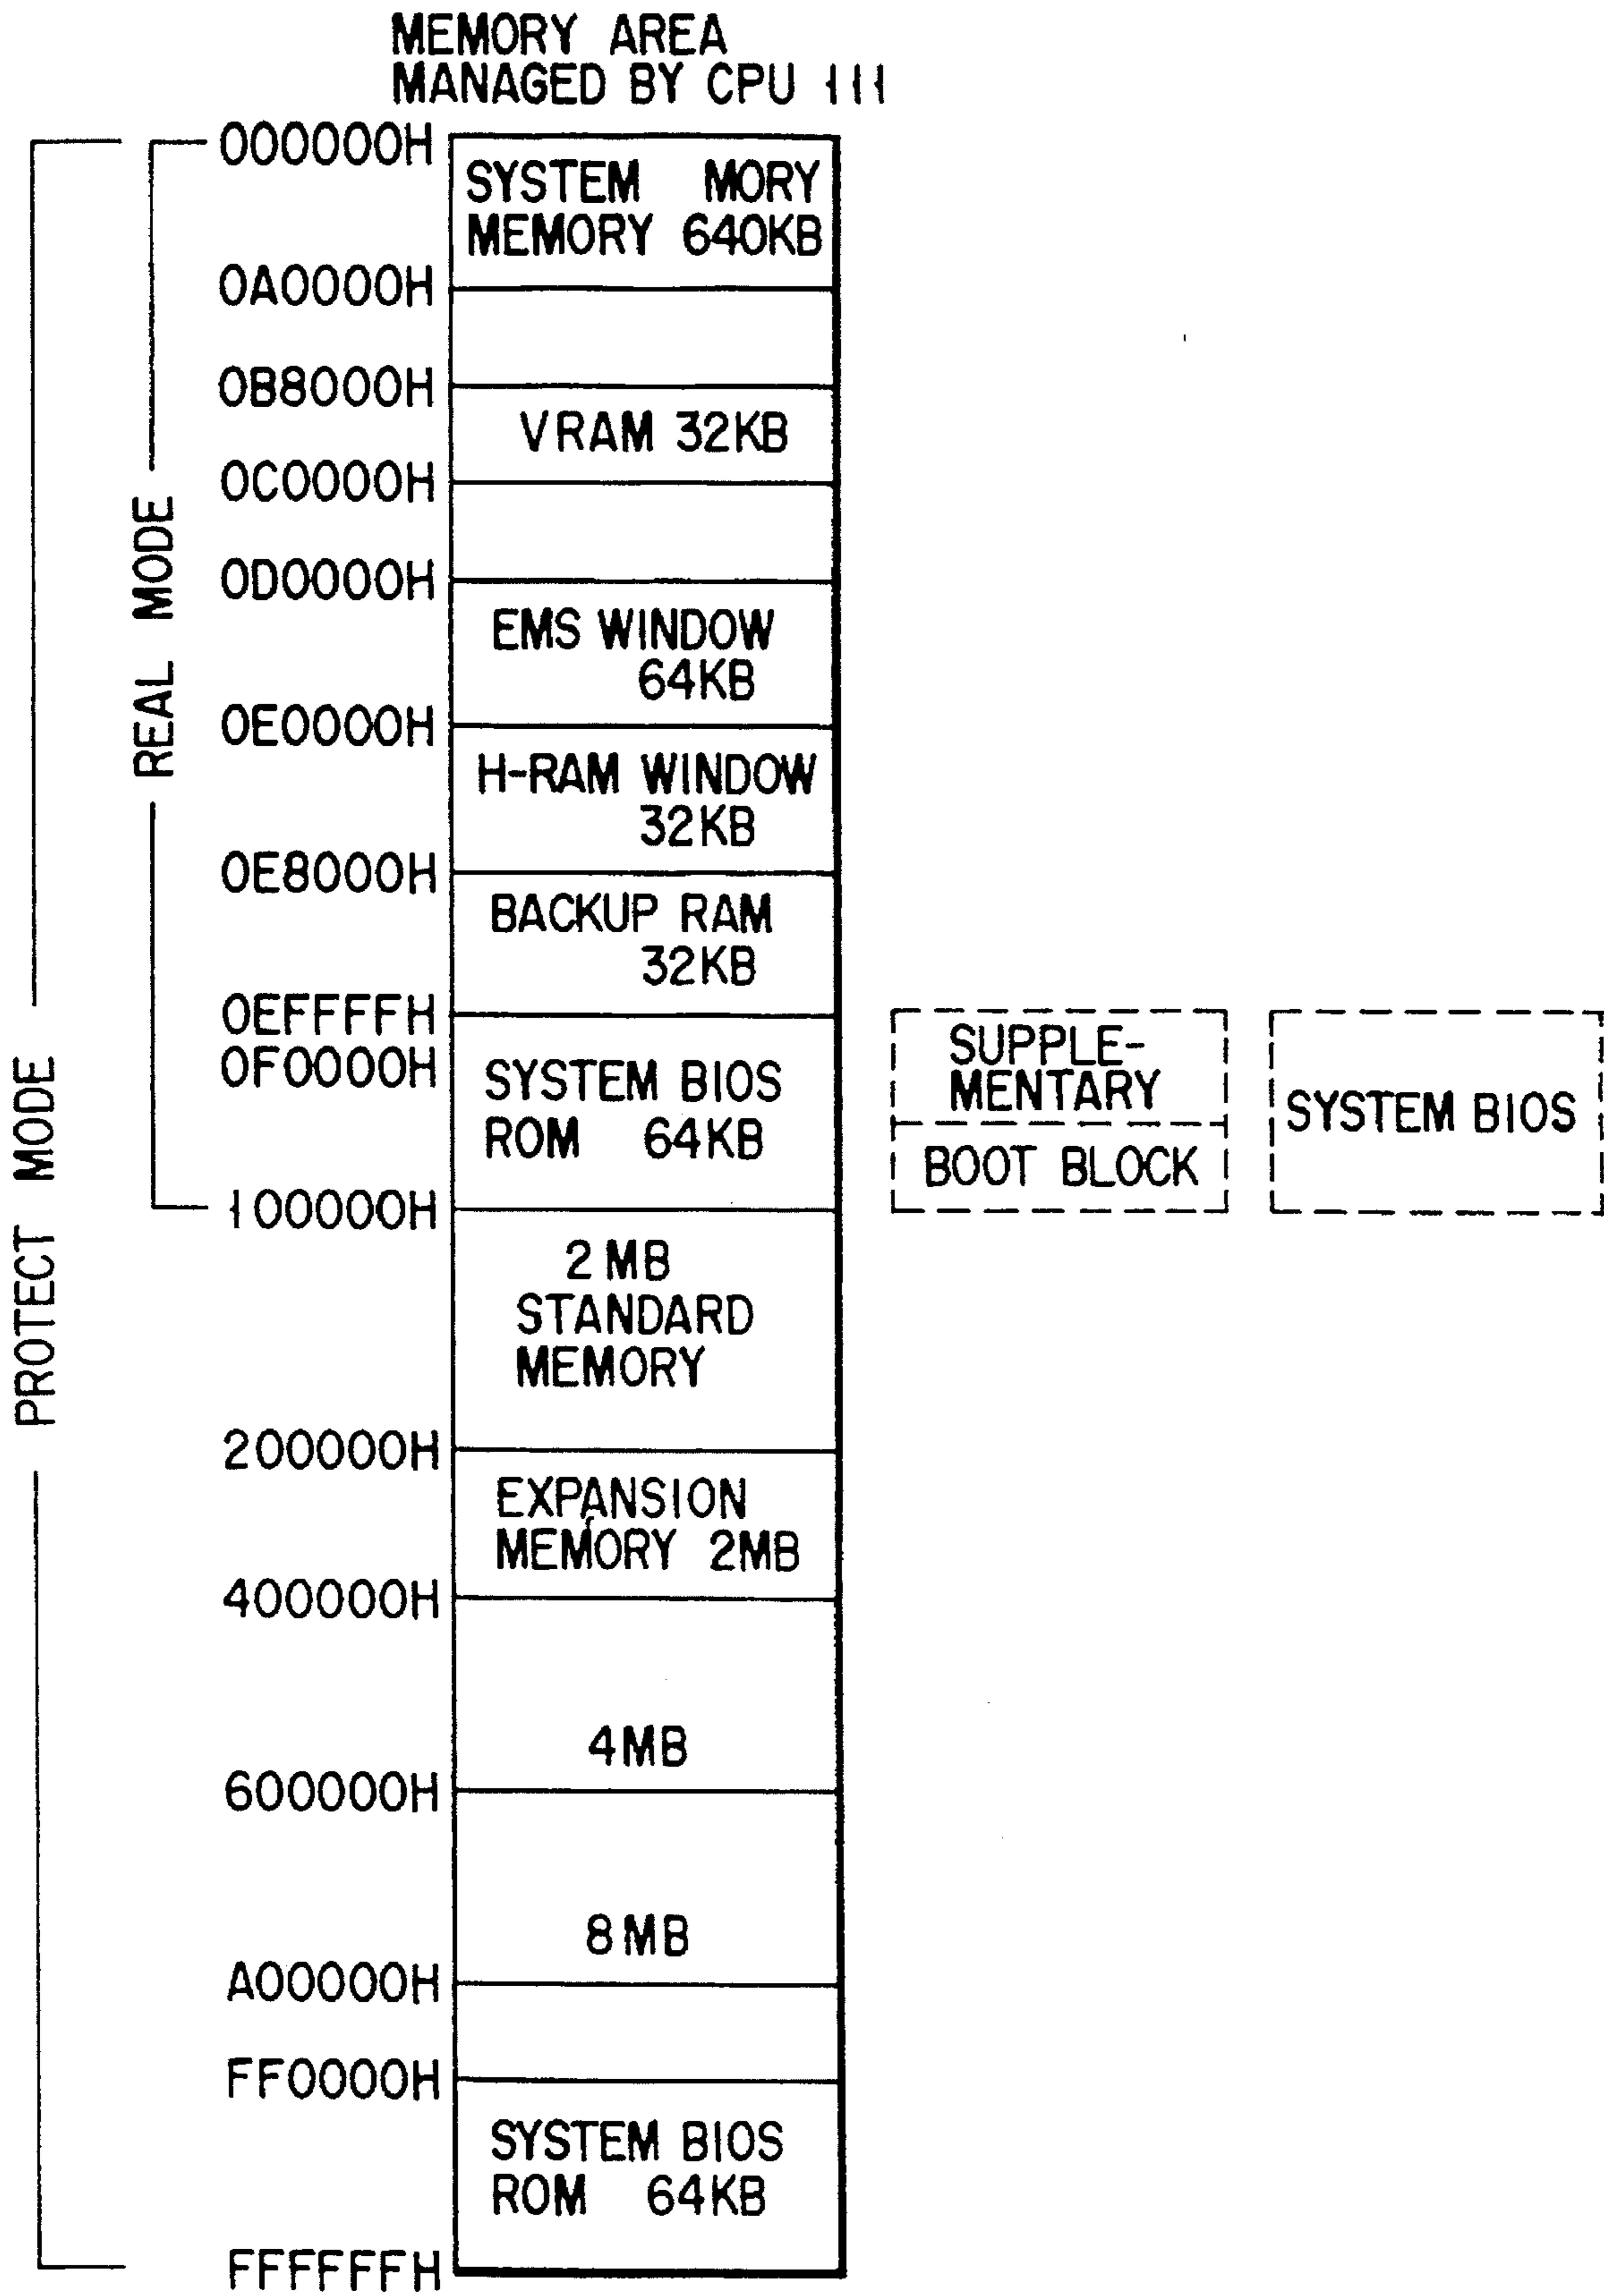 MEMORY AREA
MANAGED BY CPU 111
000000H
SYSTEM MORY
MEMORY 640KB
0A0000H
0B8000H
VRAM 32KB
0C0000H
0D0000H
EMS WINDOW
64KB
0E0000H
H-RAM WINDOW
32KB
0E8000H
BACKUP RAM
32KB
0EFFFFH
0F0000H
SYSTEM BIOS
ROM 64KB
SUPPLE-
MENTARY
BOOT BLOCK
SYSTEM BIOS
100000H
2MB
STANDARD
MEMORY
200000H
EXPANSION
MEMORY 2MB
400000H
4MB
600000H
8MB
A00000H
FF0000H
SYSTEM BIOS
ROM 64KB
FFFFFFH
REAL MODE
PROTECT MODE